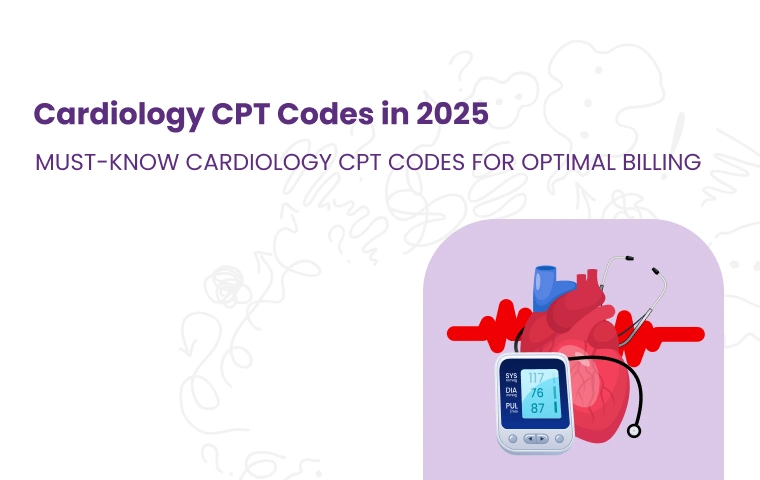 Cardiology CPT Codes in 2025
MUST-KNOW CARDIOLOGY CPT CODES FOR OPTIMAL BILLING
SYS
117
DIA
76
PUL
87